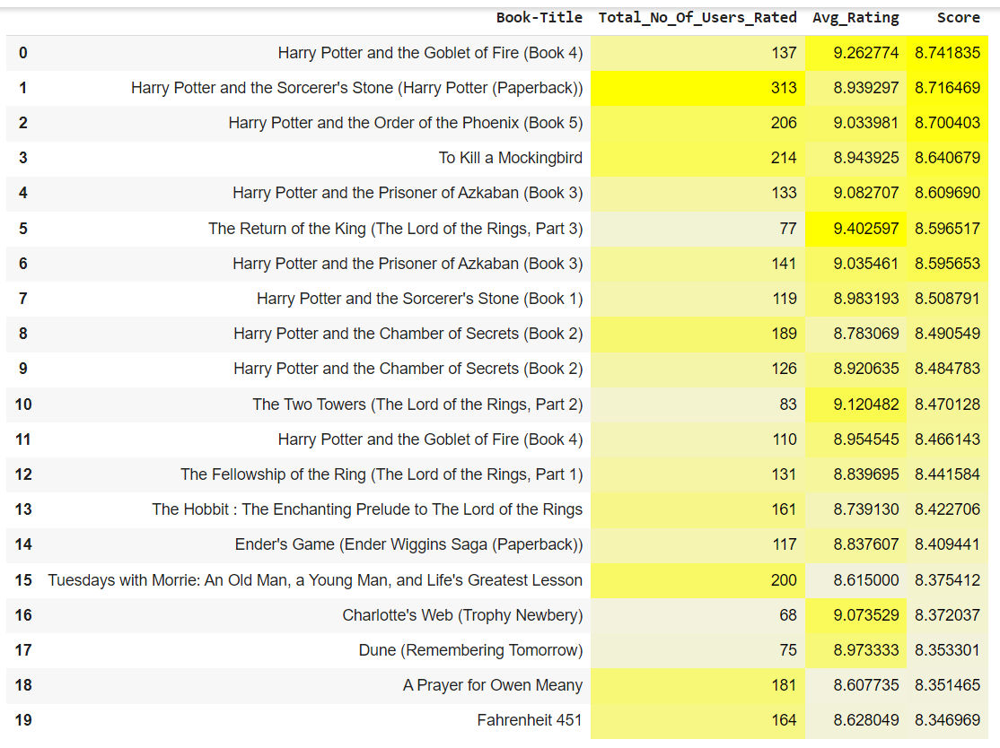 Book-Title Total_No_Of_Users_Rated Avg_Rating Score
0 Harry Potter and the Goblet of Fire (Book 4) 137 9.262774 8.741835
1 Harry Potter and the Sorcerer's Stone (Harry Potter (Paperback)) 313 8.939297 8.716469
2 Harry Potter and the Order of the Phoenix (Book 5) 206 9.033981 8.700403
3 To Kill a Mockingbird 214 8.943925 8.640679
4 Harry Potter and the Prisoner of Azkaban (Book 3) 133 9.082707 8.609690
5 The Return of the King (The Lord of the Rings, Part 3) 77 9.402597 8.596517
6 Harry Potter and the Prisoner of Azkaban (Book 3) 141 9.035461 8.595653
7 Harry Potter and the Sorcerer's Stone (Book 1) 119 8.983193 8.508791
8 Harry Potter and the Chamber of Secrets (Book 2) 189 8.783069 8.490549
9 Harry Potter and the Chamber of Secrets (Book 2) 126 8.920635 8.484783
10 The Two Towers (The Lord of the Rings, Part 2) 83 9.120482 8.470128
11 Harry Potter and the Goblet of Fire (Book 4) 110 8.954545 8.466143
12 The Fellowship of the Ring (The Lord of the Rings, Part 1) 131 8.839695 8.441584
13 The Hobbit : The Enchanting Prelude to The Lord of the Rings 161 8.739130 8.422706
14 Ender's Game (Ender Wiggins Saga (Paperback)) 117 8.837607 8.409441
15 Tuesdays with Morrie: An Old Man, a Young Man, and Life's Greatest Lesson 200 8.615000 8.375412
16 Charlotte's Web (Trophy Newbery) 68 9.073529 8.372037
17 Dune (Remembering Tomorrow) 75 8.973333 8.353301
18 A Prayer for Owen Meany 181 8.607735 8.351465
19 Fahrenheit 451 164 8.628049 8.346969